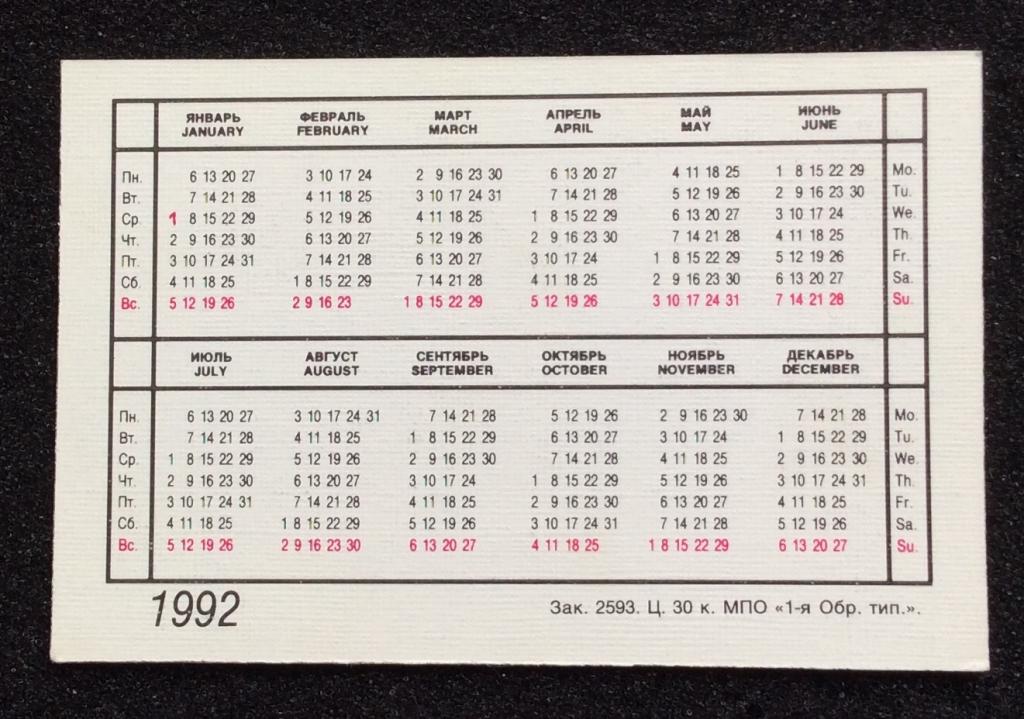 ЯНВАРЬ ФЕВРАЛЬ МАРТ АПРЕЛЬ МАЙ ИЮНЬ
JANUARY FEBRUARY MARCH APRIL MAY JUNE
Пн. 6 13 20 27 3 10 17 24 2 9 16 23 30 6 13 20 27 4 11 18 25 1 8 15 22 29 Mo.
Вт. 7 14 21 28 4 11 18 25 3 10 17 24 31 7 14 21 28 5 12 19 26 2 9 16 23 30 Tu.
Ср. 1 8 15 22 29 5 12 19 26 4 11 18 25 1 8 15 22 29 6 13 20 27 3 10 17 24 We.
Чт. 2 9 16 23 30 6 13 20 27 5 12 19 26 2 9 16 23 30 7 14 21 28 4 11 18 25 Th.
Пт. 3 10 17 24 31 7 14 21 28 6 13 20 27 3 10 17 24 1 8 15 22 29 5 12 19 26 Fr.
Сб. 4 11 18 25 1 8 15 22 29 7 14 21 28 4 11 18 25 2 9 16 23 30 6 13 20 27 Sa.
Вс. 5 12 19 26 2 9 16 23 1 8 15 22 29 5 12 19 26 3 10 17 24 31 7 14 21 28 Su.
ИЮЛЬ АВГУСТ СЕНТЯБРЬ ОКТЯБРЬ НОЯБРЬ ДЕКАБРЬ
JULY AUGUST SEPTEMBER OCTOBER NOVEMBER DECEMBER
Пн. 6 13 20 27 3 10 17 24 31 7 14 21 28 5 12 19 26 2 9 16 23 30 7 14 21 28 Mo.
Вт. 7 14 21 28 4 11 18 25 1 8 15 22 29 6 13 20 27 3 10 17 24 1 8 15 22 29 Tu.
Ср. 1 8 15 22 29 5 12 19 26 2 9 16 23 30 7 14 21 28 4 11 18 25 2 9 16 23 30 We.
Чт. 2 9 16 23 30 6 13 20 27 3 10 17 24 1 8 15 22 29 5 12 19 26 3 10 17 24 31 Th.
Пт. 3 10 17 24 31 7 14 21 28 4 11 18 25 2 9 16 23 30 6 13 20 27 4 11 18 25 Fr.
Сб. 4 11 18 25 1 8 15 22 29 5 12 19 26 3 10 17 24 31 7 14 21 28 5 12 19 26 Sa.
Вс. 5 12 19 26 2 9 16 23 30 6 13 20 27 4 11 18 25 1 8 15 22 29 6 13 20 27 Su.
1992 Зак. 2593. Ц. 30 к. МПО «1-я Обр. тип.».